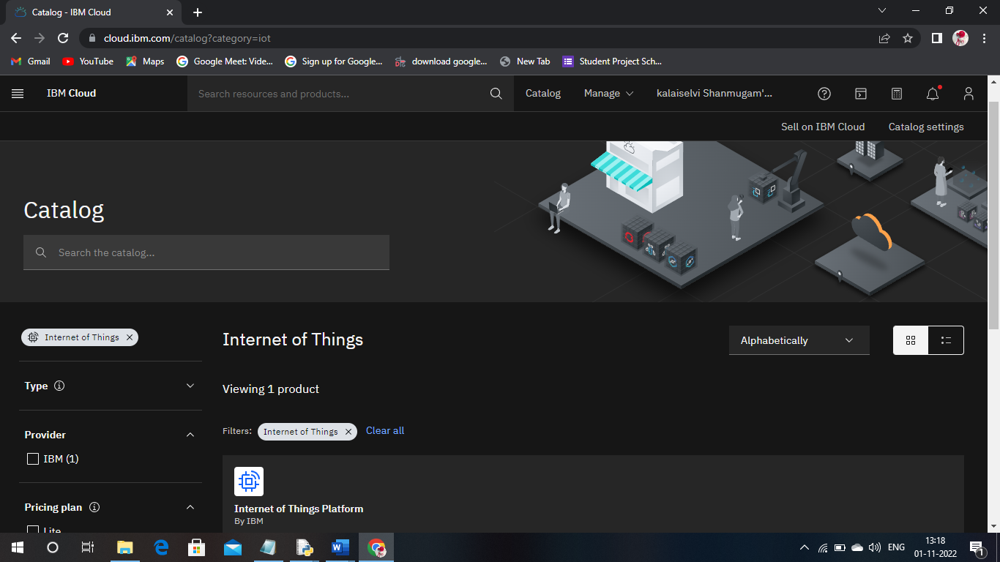 Catalog - IBM Cloud
cloud.ibm.com/catalog?category=iot
Gmail YouTube Maps Google Meet: Vide... Sign up for Google... download google... New Tab Student Project Sch...
IBM Cloud Search resources and products... Catalog Manage kalaiselvi Shanmugam'...
Sell on IBM Cloud Catalog settings
Catalog
Search the catalog...
Internet of Things
Internet of Things
Alphabetically
Type
Viewing 1 product
Filters: Internet of Things Clear all
Provider
IBM (1)
Pricing plan
Lite
Internet of Things Platform
By IBM
ENG 13:18
01-11-2022
1